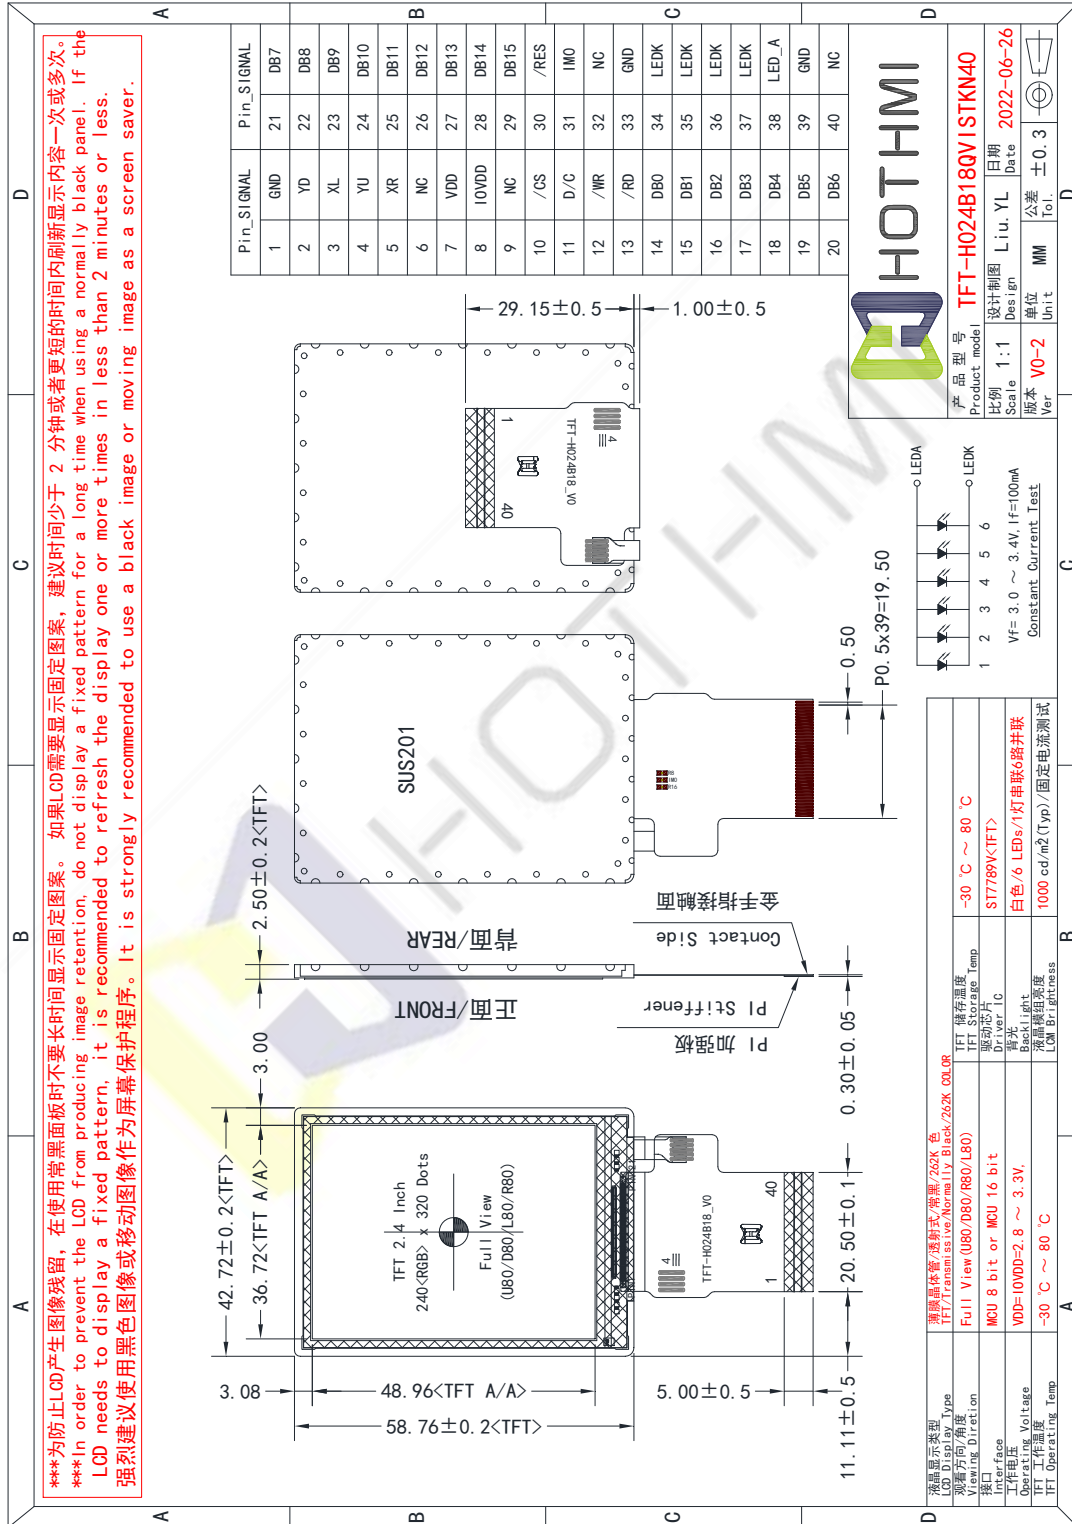 ***为防止LCD产生图像残留, 在使用常黑面板时不要长时间显示固定图案。 如果LCD需要显示固定图案, 建议时间少于 2 分钟或者更短的时间内刷新显示内容一次或多次。
***In order to prevent the LCD from producing image retention, do not display a fixed pattern for a long time when using a normally black panel. If the
LCD needs to display a fixed pattern, it is recommended to refresh the display one or more times in less than 2 minutes or less.
强烈建议使用黑色图像或移动图像作为屏幕保护程序。It is strongly recommended to use a black image or moving image as a screen saver.
A
B
C
D
A
B
C
D
A
B
C
D
A
B
C
D
42.72±0.2<TFT>
36.72<TFT A/A>
3.00
2.50±0.2<TFT>
3.08
48.96<TFT A/A>
58.76±0.2<TFT>
TFT 2.4 Inch
240<RGB> x 320 Dots
Full View
(U80/D80/L80/R80)
TFT-H024B18_V0
4
1
40
5.00±0.5
11.11±0.5
20.50±0.1
0.30±0.05
正面/FRONT
背面/REAR
PI 加强板
PI Stiffener
Contact Side
金手指接触面
SUS201
R8
IM0
R16
0.50
P0.5x39=19.50
TFT-H024B18_V0
4
1
40
29.15±0.5
1.00±0.5
Pin_SIGNAL Pin_SIGNAL
1 GND 21 DB7
2 YD 22 DB8
3 XL 23 DB9
4 YU 24 DB10
5 XR 25 DB11
6 NC 26 DB12
7 VDD 27 DB13
8 IOVDD 28 DB14
9 NC 29 DB15
10 /CS 30 /RES
11 D/C 31 IM0
12 /WR 32 NC
13 /RD 33 GND
14 DB0 34 LEDK
15 DB1 35 LEDK
16 DB2 36 LEDK
17 DB3 37 LEDK
18 DB4 38 LED_A
19 DB5 39 GND
20 DB6 40 NC
LEDA
LEDK
1 2 3 4 5 6
Vf= 3.0 ～ 3.4V, If=100mA
Constant Current Test
液晶显示类型
LCD Display Type
薄膜晶体管/透射式/常黑/262K 色
TFT/Transmissive/Normally Black/262K COLOR
观看方向/角度
Viewing Diretion
Full View(U80/D80/R80/L80)
接口
Interface
MCU 8 bit or MCU 16 bit
工作电压
Operating Voltage
VDD=IOVDD=2.8 ～ 3.3V,
TFT 工作温度
TFT Operating Temp
-30 ℃ ～ 80 ℃
TFT 储存温度
TFT Storage Temp
-30 ℃ ～ 80 ℃
驱动芯片
Driver IC
ST7789V<TFT>
背光
Backlight
白色/6 LEDs/1灯串联6路并联
液晶模组亮度
LCM Brightness
1000 cd/m2(Typ)/固定电流测试
HOTHMI
产品型号
Product model
TFT-H024B18QVISTKN40
比例
Scale
1:1
设计制图
Design
Liu.YL
日期
Date
2022-06-26
版本
Ver
V0-2
单位
Unit
MM
公差
Tol.
±0.3
HOTHMI